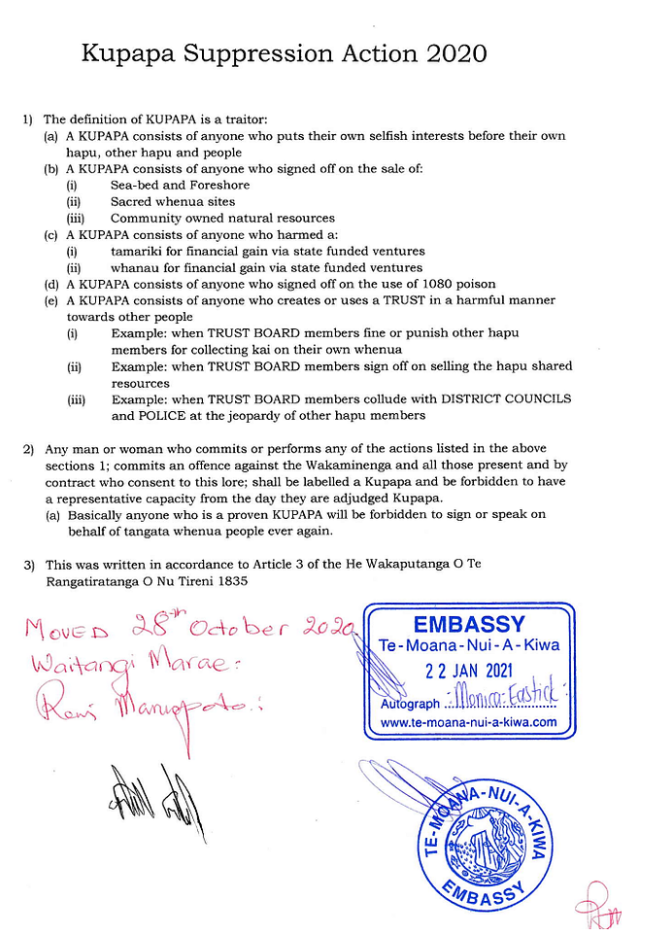 Kupapa Suppression Action 2020
1) The definition of KUPAPA is a traitor:
(a) A KUPAPA consists of anyone who puts their own selfish interests before their own
hapu, other hapu and people
(b) A KUPAPA consists of anyone who signed off on the sale of:
(i) Sea-bed and Foreshore
(ii) Sacred whenua sites
(iii) Community owned natural resources
(c) A KUPAPA consists of anyone who harmed a:
(i) tamariki for financial gain via state funded ventures
(ii) whanau for financial gain via state funded ventures
(d) A KUPAPA consists of anyone who signed off on the use of 1080 poison
(e) A KUPAPA consists of anyone who creates or uses a TRUST in a harmful manner
towards other people
(i) Example: when TRUST BOARD members fine or punish other hapu
members for collecting kai on their own whenua
(ii) Example: when TRUST BOARD members sign off on selling the hapu shared
resources
(iii) Example: when TRUST BOARD members collude with DISTRICT COUNCILS
and POLICE at the jeopardy of other hapu members
2) Any man or woman who commits or performs any of the actions listed in the above
sections 1; commits an offence against the Wakaminenga and all those present and by
contract who consent to this lore; shall be labelled a Kupapa and be forbidden to have
a representative capacity from the day they are adjudged Kupapa.
(a) Basically anyone who is a proven KUPAPA will be forbidden to sign or speak on
behalf of tangata whenua people ever again.
3) This was written in accordance to Article 3 of the He Wakaputanga O Te
Rangatiratanga O Nu Tireni 1835
MOVED 28th October 2020
Waitangi Marae:
EMBASSY
Te-Moana-Nui-A-Kiwa
22 JAN 2021
Autograph .:Monica:Eastick:
www.te-moana-nui-a-kiwa.com
TE-MOANA-NUI-A-KIWA
EMBASSY